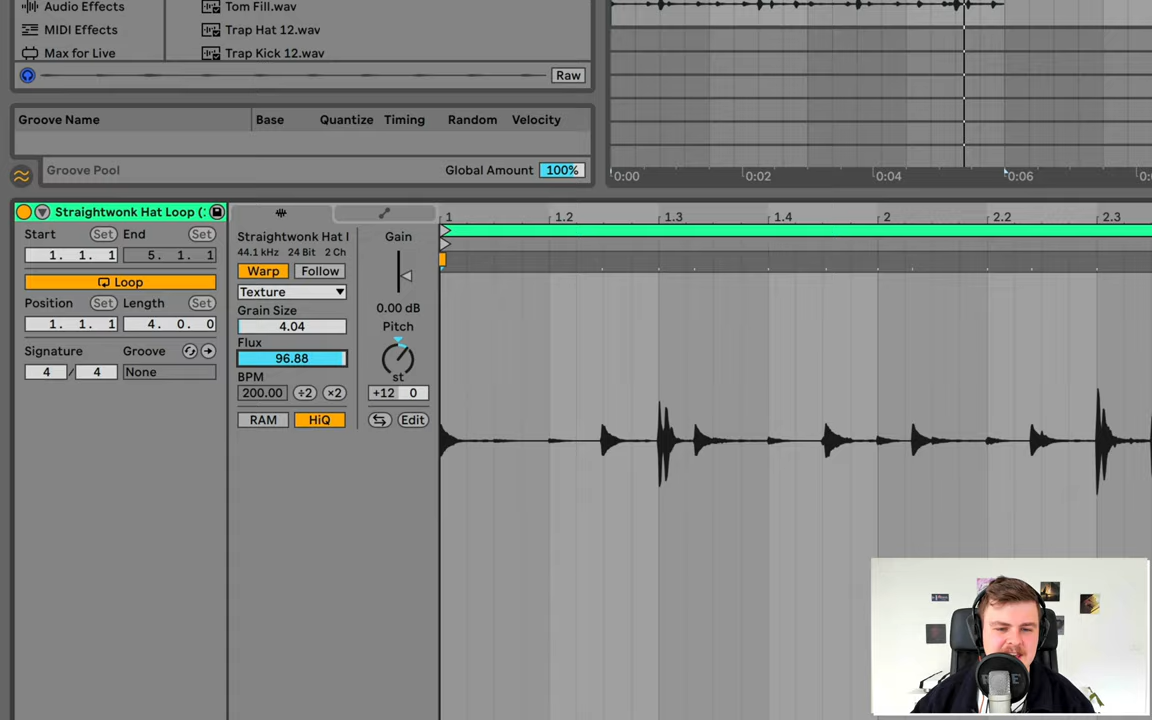 Audio Effects
Tom Fill.wav
MIDI Effects
Trap Hat 12.wav
Max for Live
Trap Kick 12.wav
Raw
Groove Name Base Quantize Timing Random Velocity
Groove Pool Global Amount 100%
0:00 0:02 0:04 0:06
Straightwonk Hat Loop (
Start Set End Set
1. 1. 1 5. 1. 1
Loop
Position Set Length Set
1. 1. 1 4. 0. 0
Signature Groove
4 / 4 None
Straightwonk Hat l
44.1 kHz 24 Bit 2 Ch
Warp Follow
Texture
Grain Size
4.04
Flux
96.88
BPM
200.00 ÷2 ×2
RAM HiQ
Gain
0.00 dB
Pitch
st
+12 0
Edit
1 1.2 1.3 1.4 2 2.2 2.3